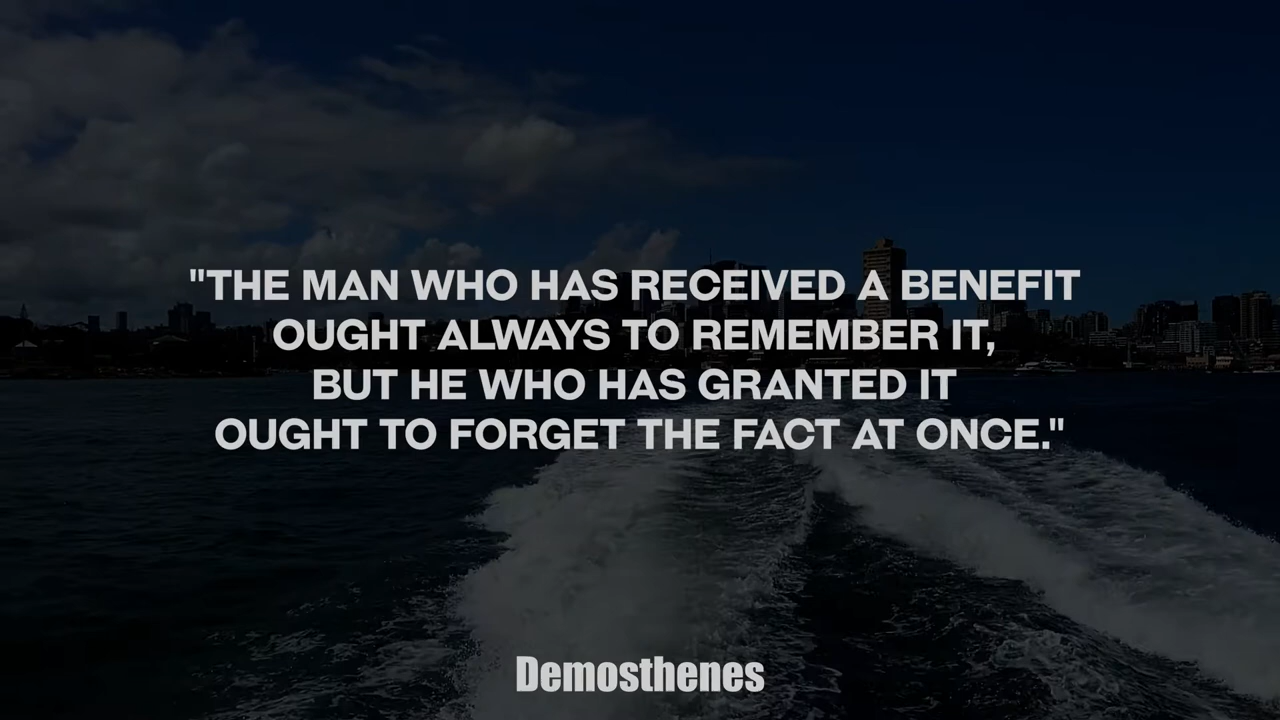 "THE MAN WHO HAS RECEIVED A BENEFIT
OUGHT ALWAYS TO REMEMBER IT,
BUT HE WHO HAS GRANTED IT
OUGHT TO FORGET THE FACT AT ONCE."
Demosthenes